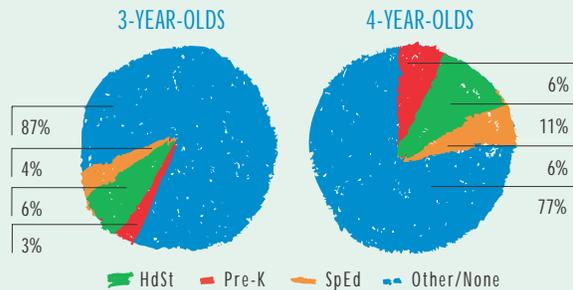 3-YEAR-OLDS
4-YEAR-OLDS
87%
4%
6%
3%
6%
11%
6%
77%
HdSt Pre-K SpEd Other/None